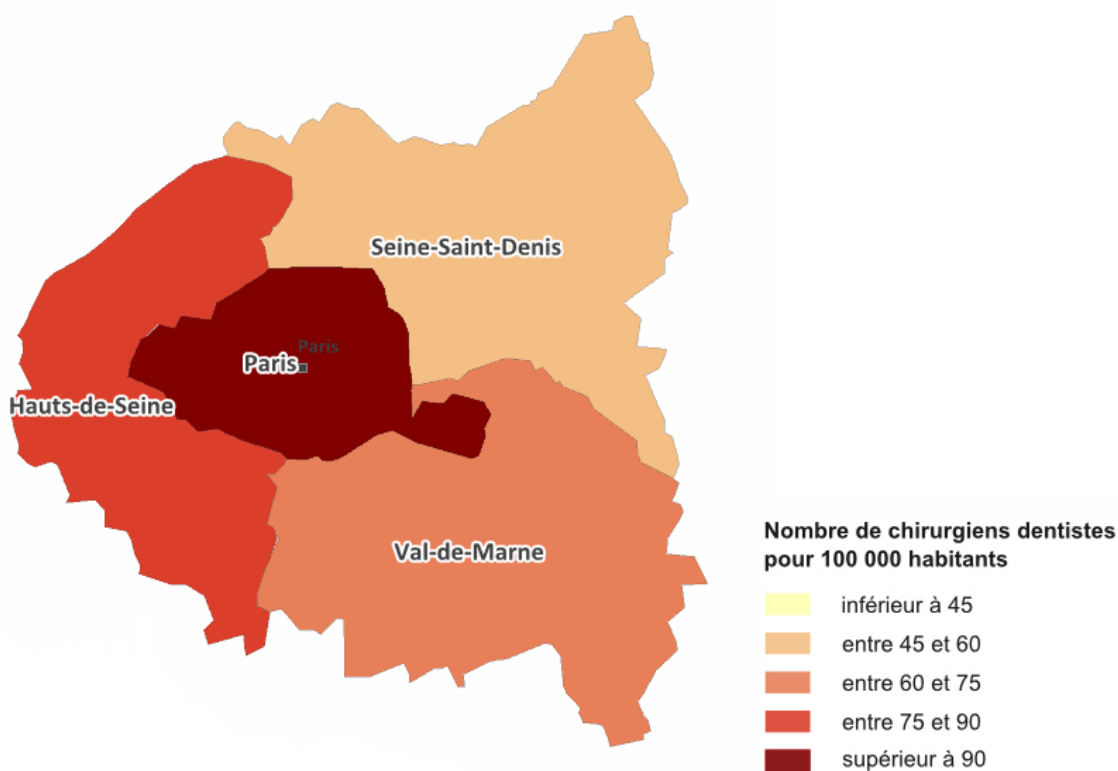 Seine-Saint-Denis
Paris
Paris
Hauts-de-Seine
Val-de-Marne
Nombre de chirurgiens dentistes
pour 100 000 habitants
inférieur à 45
entre 45 et 60
entre 60 et 75
entre 75 et 90
supérieur à 90